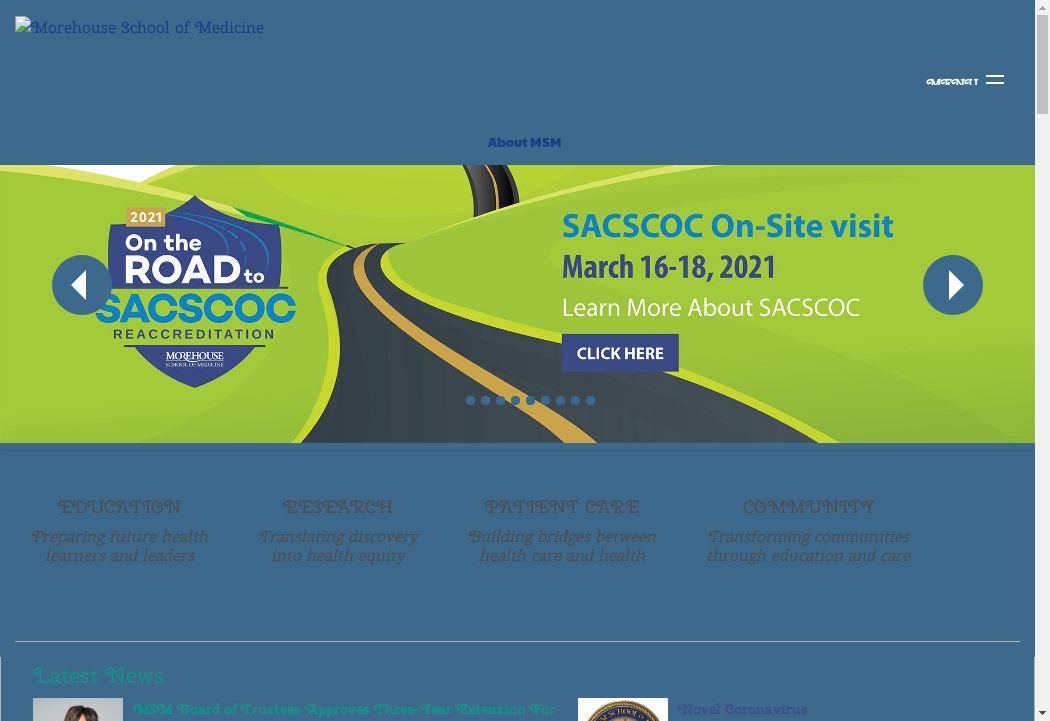 Morehouse School of Medicine
About MSM
2021
On the
ROAD to
SACSCOC
REACCREDITATION
MOREHOUSE
SCHOOL OF MEDICINE
SACSCOC On-Site visit
March 16-18, 2021
Learn More About SACSCOC
CLICK HERE
EDUCATION
Preparing future health
learners and leaders
RESEARCH
Translating discovery
into health equity
PATIENT CARE
Building bridges between
health care and health
COMMUNITY
Transforming communities
through education and care
Latest News
MSM Board of Trustees Approves Three-Year Extension For
Novel Coronavirus